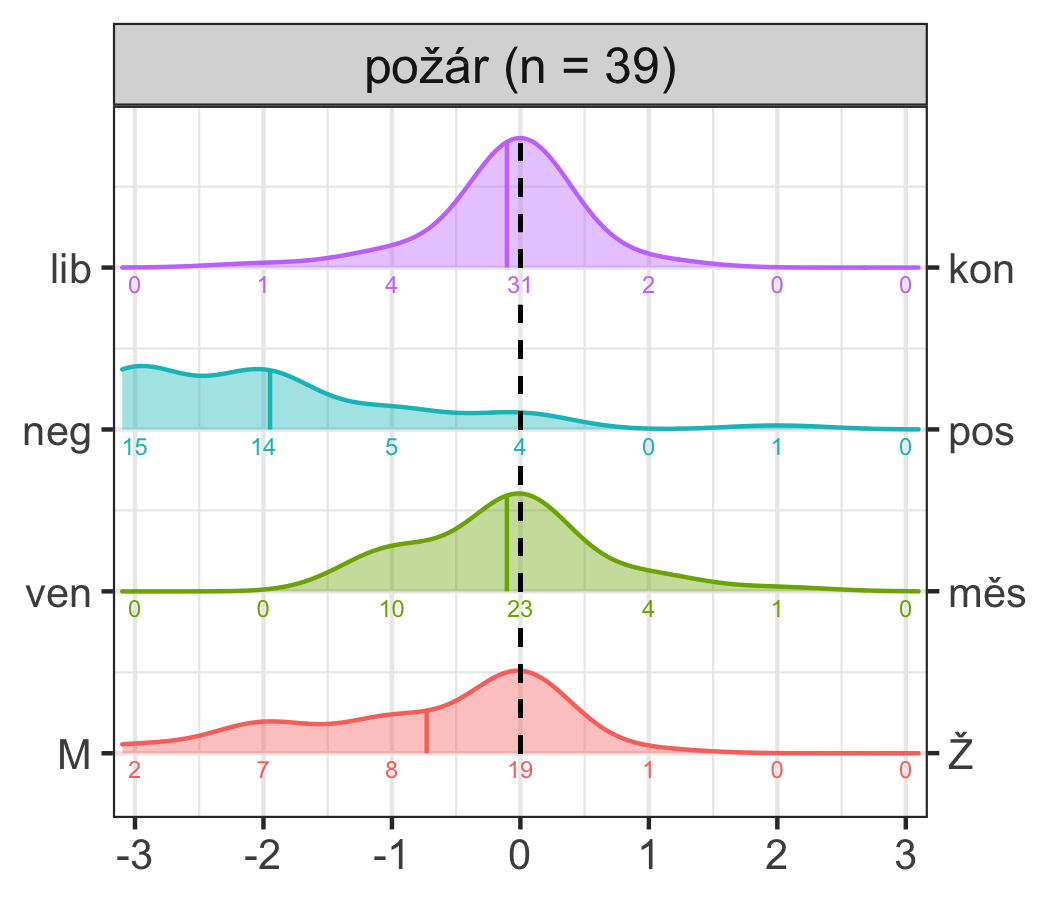 požár (n = 39)
lib kon
0 1 4 31 2 0 0
neg pos
15 14 5 4 0 1 0
ven měs
0 0 10 23 4 1 0
M Ž
2 7 8 19 1 0 0
-3 -2 -1 0 1 2 3